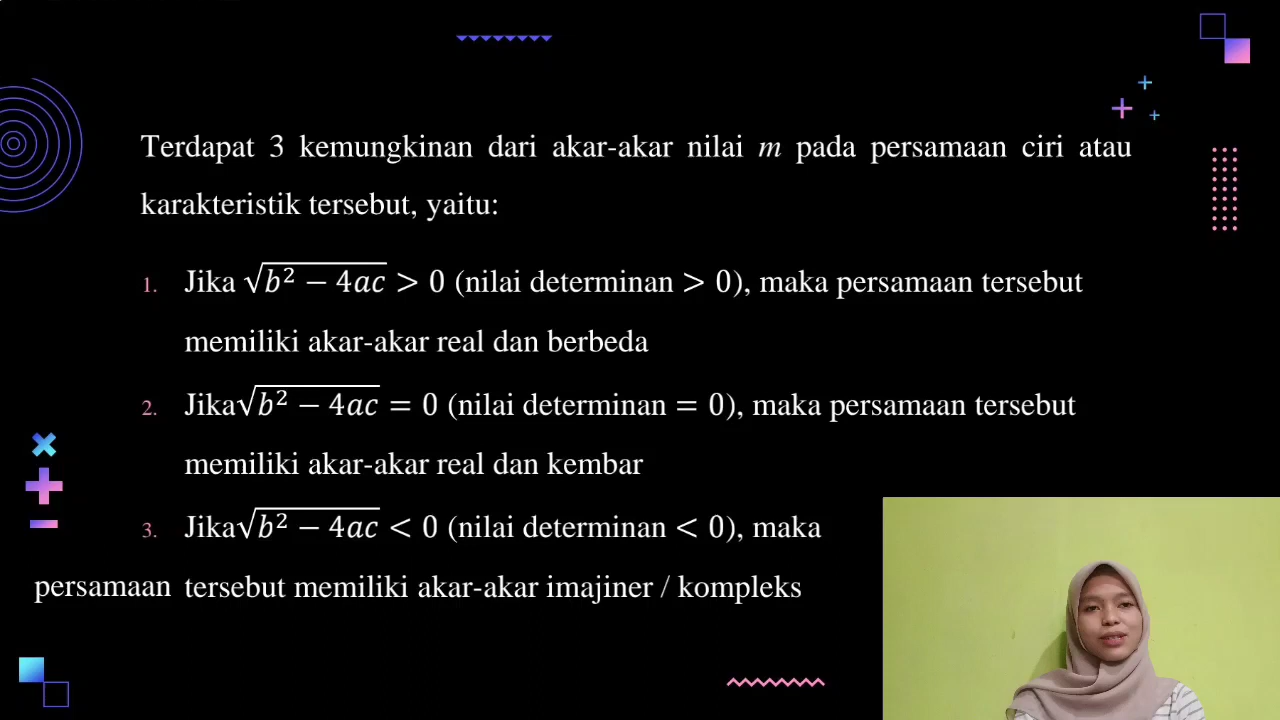 Terdapat 3 kemungkinan dari akar-akar nilai m pada persamaan ciri atau
karakteristik tersebut, yaitu:
1. Jika √(b² − 4ac) > 0 (nilai determinan > 0), maka persamaan tersebut
memiliki akar-akar real dan berbeda
2. Jika√(b² − 4ac) = 0 (nilai determinan = 0), maka persamaan tersebut
memiliki akar-akar real dan kembar
3. Jika√(b² − 4ac) < 0 (nilai determinan < 0), maka
persamaan tersebut memiliki akar-akar imajiner / kompleks